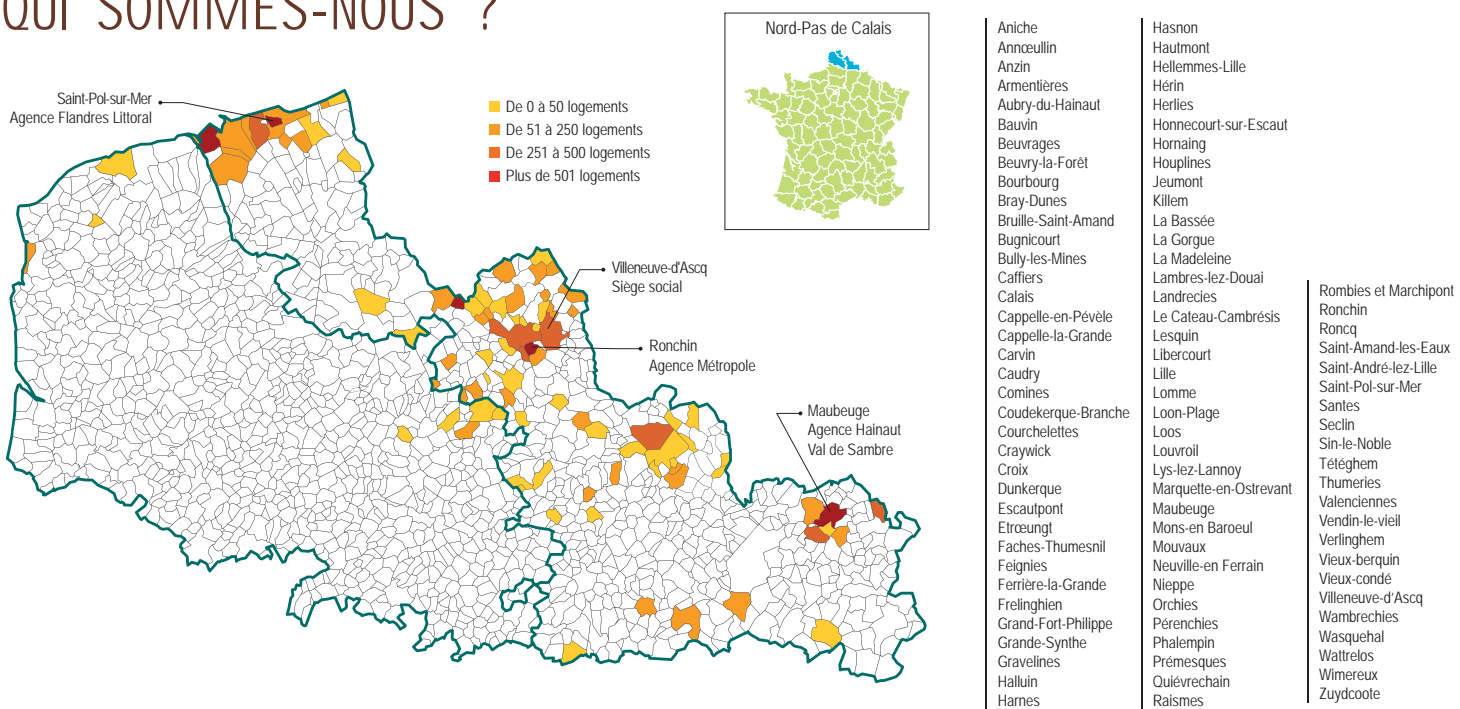 QUI SOMMES-NOUS ?
Saint-Pol-sur-Mer
Agence Flandres Littoral
De 0 à 50 logements
De 51 à 250 logements
De 251 à 500 logements
Plus de 501 logements
Nord-Pas de Calais
Villeneuve-d'Ascq
Siège social
Ronchin
Agence Métropole
Maubeuge
Agence Hainaut
Val de Sambre
Aniche
Annœullin
Anzin
Armentières
Aubry-du-Hainaut
Bauvin
Beuvrages
Beuvry-la-Forêt
Bourbourg
Bray-Dunes
Bruille-Saint-Amand
Bugnicourt
Bully-les-Mines
Caffiers
Calais
Cappelle-en-Pévèle
Cappelle-la-Grande
Carvin
Caudry
Comines
Coudekerque-Branche
Courchelettes
Craywick
Croix
Dunkerque
Escautpont
Etrœungt
Faches-Thumesnil
Feignies
Ferrière-la-Grande
Frelinghien
Grand-Fort-Philippe
Grande-Synthe
Gravelines
Halluin
Harnes
Hasnon
Hautmont
Hellemmes-Lille
Hérin
Herlies
Honnecourt-sur-Escaut
Hornaing
Houplines
Jeumont
Killem
La Bassée
La Gorgue
La Madeleine
Lambres-lez-Douai
Landrecies
Le Cateau-Cambrésis
Lesquin
Libercourt
Lille
Lomme
Loon-Plage
Loos
Louvroil
Lys-lez-Lannoy
Marquette-en-Ostrevant
Maubeuge
Mons-en Baroeul
Mouvaux
Neuville-en Ferrain
Nieppe
Orchies
Pérenchies
Phalempin
Prémesques
Quiévrechain
Raismes
Rombies et Marchipont
Ronchin
Roncq
Saint-Amand-les-Eaux
Saint-André-lez-Lille
Saint-Pol-sur-Mer
Santes
Seclin
Sin-le-Noble
Tétéghem
Thumeries
Valenciennes
Vendin-le-vieil
Verlinghem
Vieux-berquin
Vieux-condé
Villeneuve-d'Ascq
Wambrechies
Wasquehal
Wattrelos
Wimereux
Zuydcoote